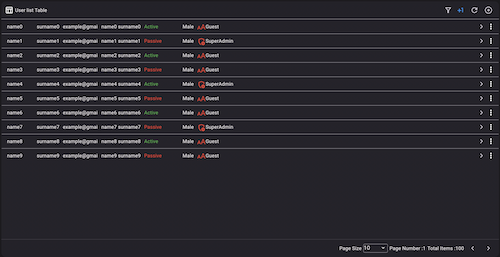 User list Table +1
name0 surname0 example@gmai name0 surname0 Active Male Guest
name1 surname1 example@gmai name1 surname1 Passive Male SuperAdmin
name2 surname2 example@gmai name2 surname2 Active Male Guest
name3 surname3 example@gmai name3 surname3 Passive Male Guest
name4 surname4 example@gmai name4 surname4 Active Male SuperAdmin
name5 surname5 example@gmai name5 surname5 Passive Male Guest
name6 surname6 example@gmai name6 surname6 Active Male Guest
name7 surname7 example@gmai name7 surname7 Passive Male SuperAdmin
name8 surname8 example@gmai name8 surname8 Active Male Guest
name9 surname9 example@gmai name9 surname9 Passive Male Guest
Page Size 10 Page Number :1 Total Items :100